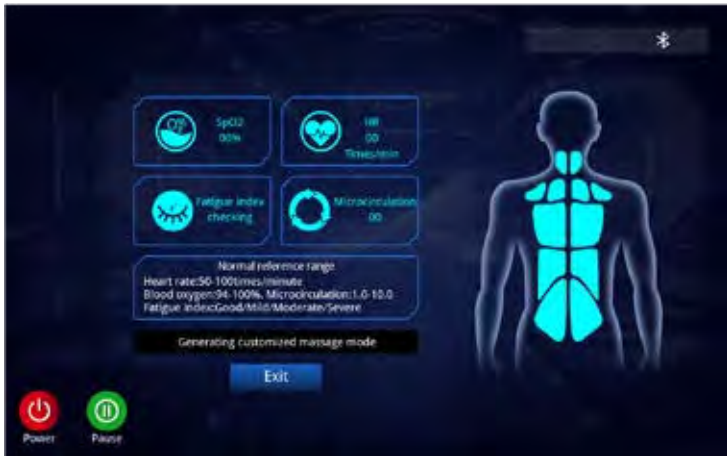 SpO2
00%
HR
00
Times/min
Fatigue index
checking
Microcirculation
00
Normal reference range
Heart rate:50-100times/minute
Blood oxygen:94-100%. Microcirculation:1.0-10.0
Fatigue index:Good/Mild/Moderate/Severe
Generating customized massage mode
Exit
Power
Pause